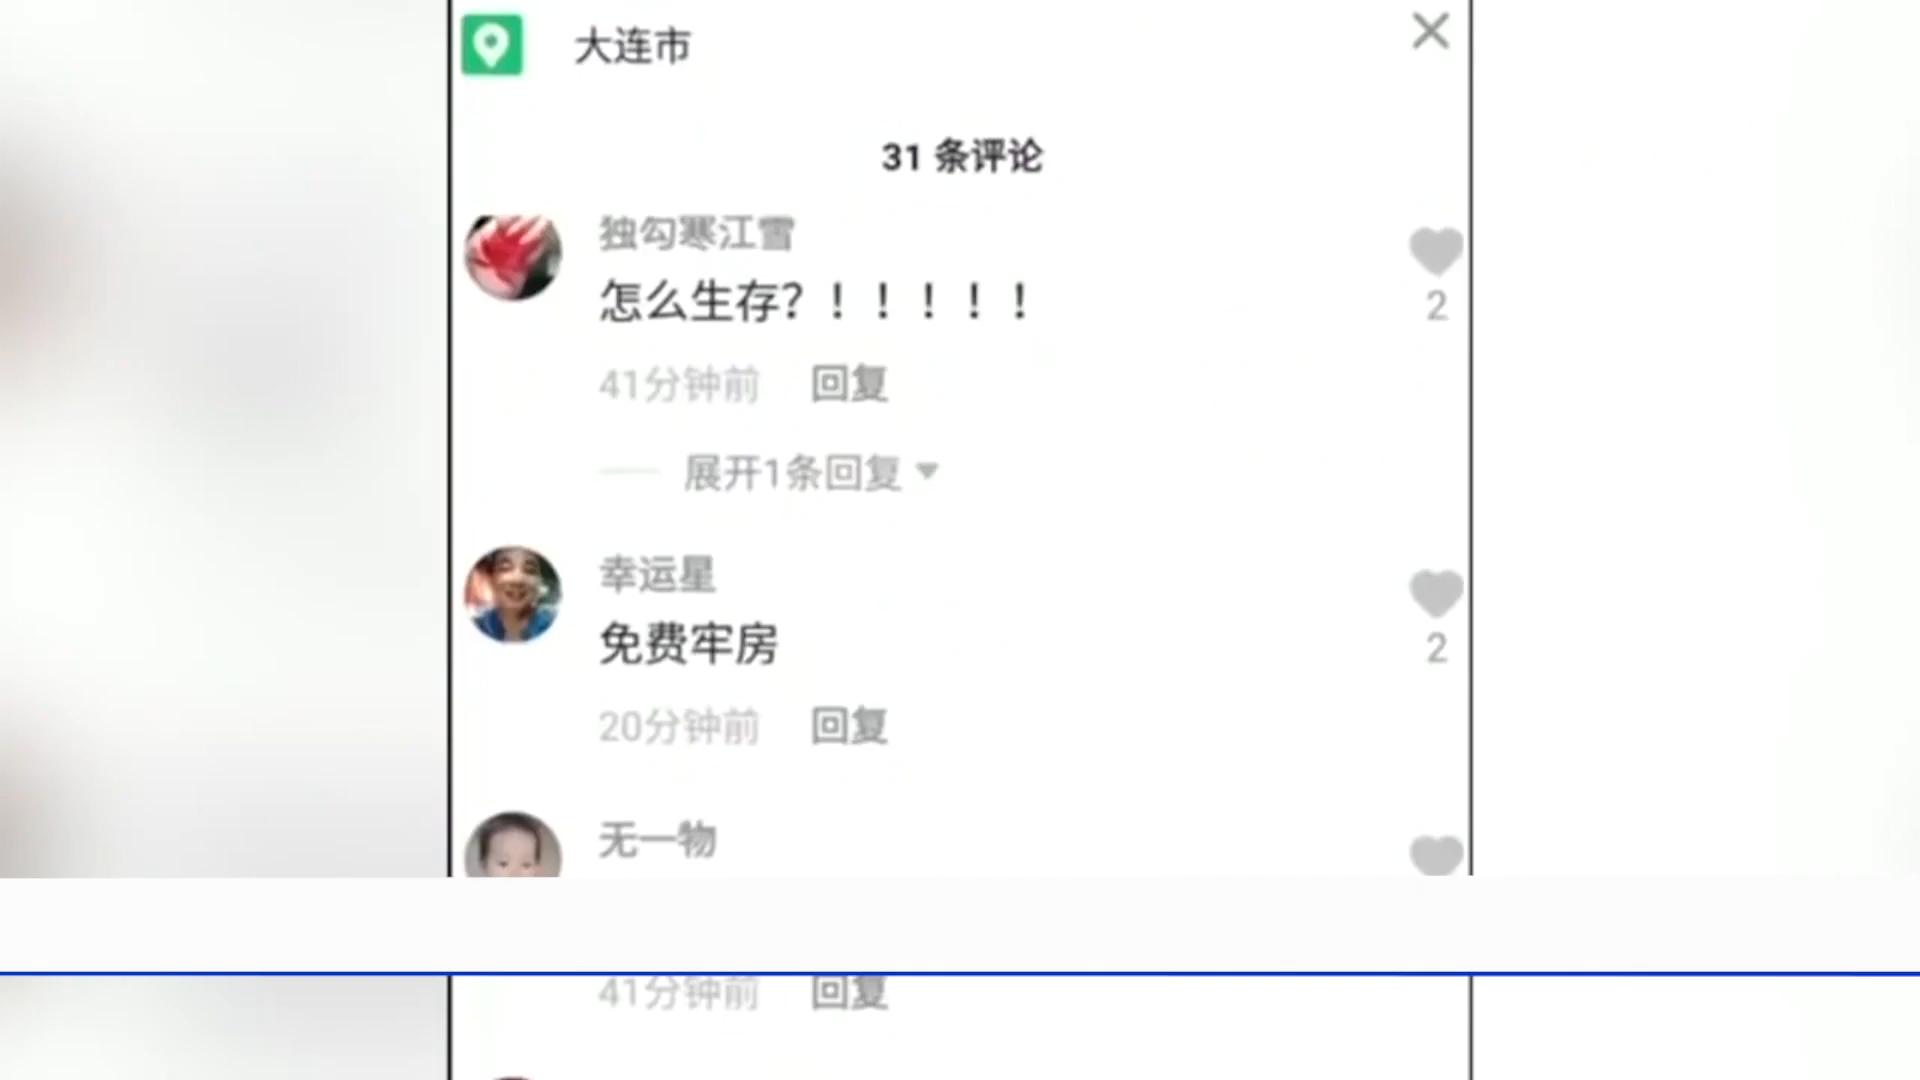 大连市
31 条评论
独勾寒江雪
怎么生存?！！！！！
41分钟前 回复
展开1条回复
2
幸运星
免费牢房
20分钟前 回复
2
无一物
41分钟前 回复